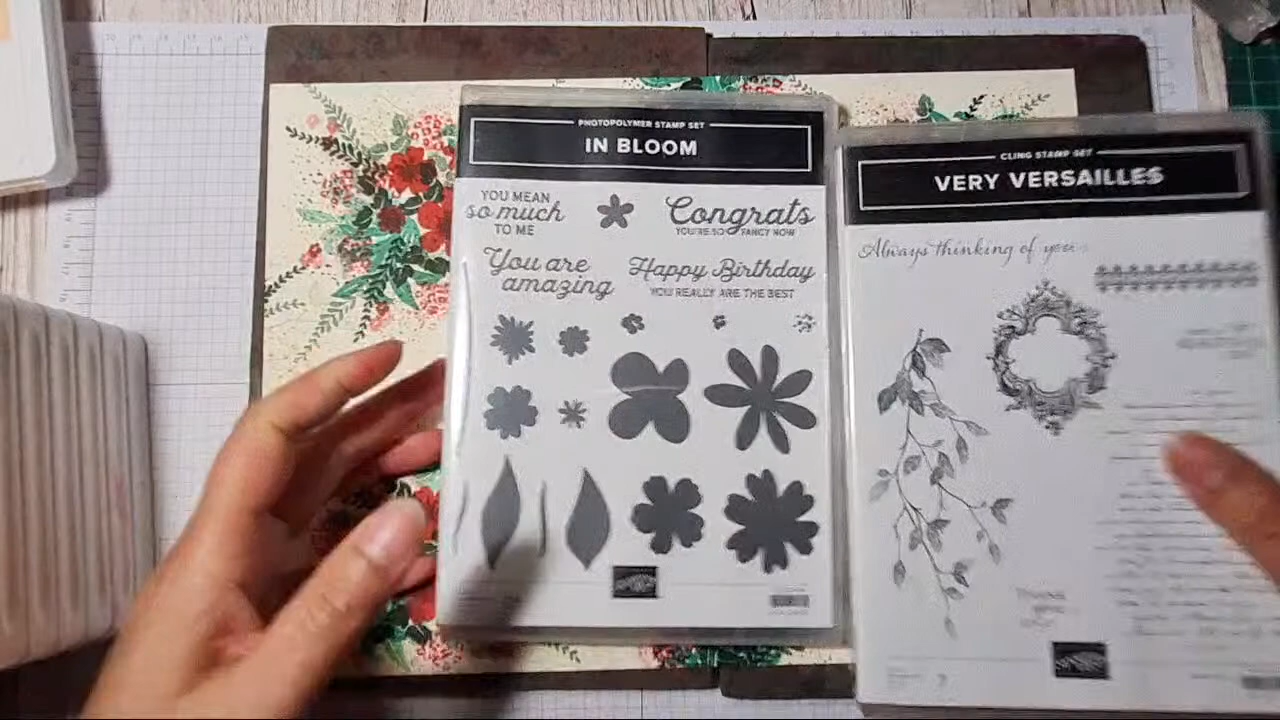 PHOTOPOLYMER STAMP SET
IN BLOOM
YOU MEAN
so much
TO ME
Congrats
YOU'RE SO FANCY NOW
You are
amazing
Happy Birthday
YOU REALLY ARE THE BEST
CLING STAMP SET
VERY VERSAILLES
Always thinking of you